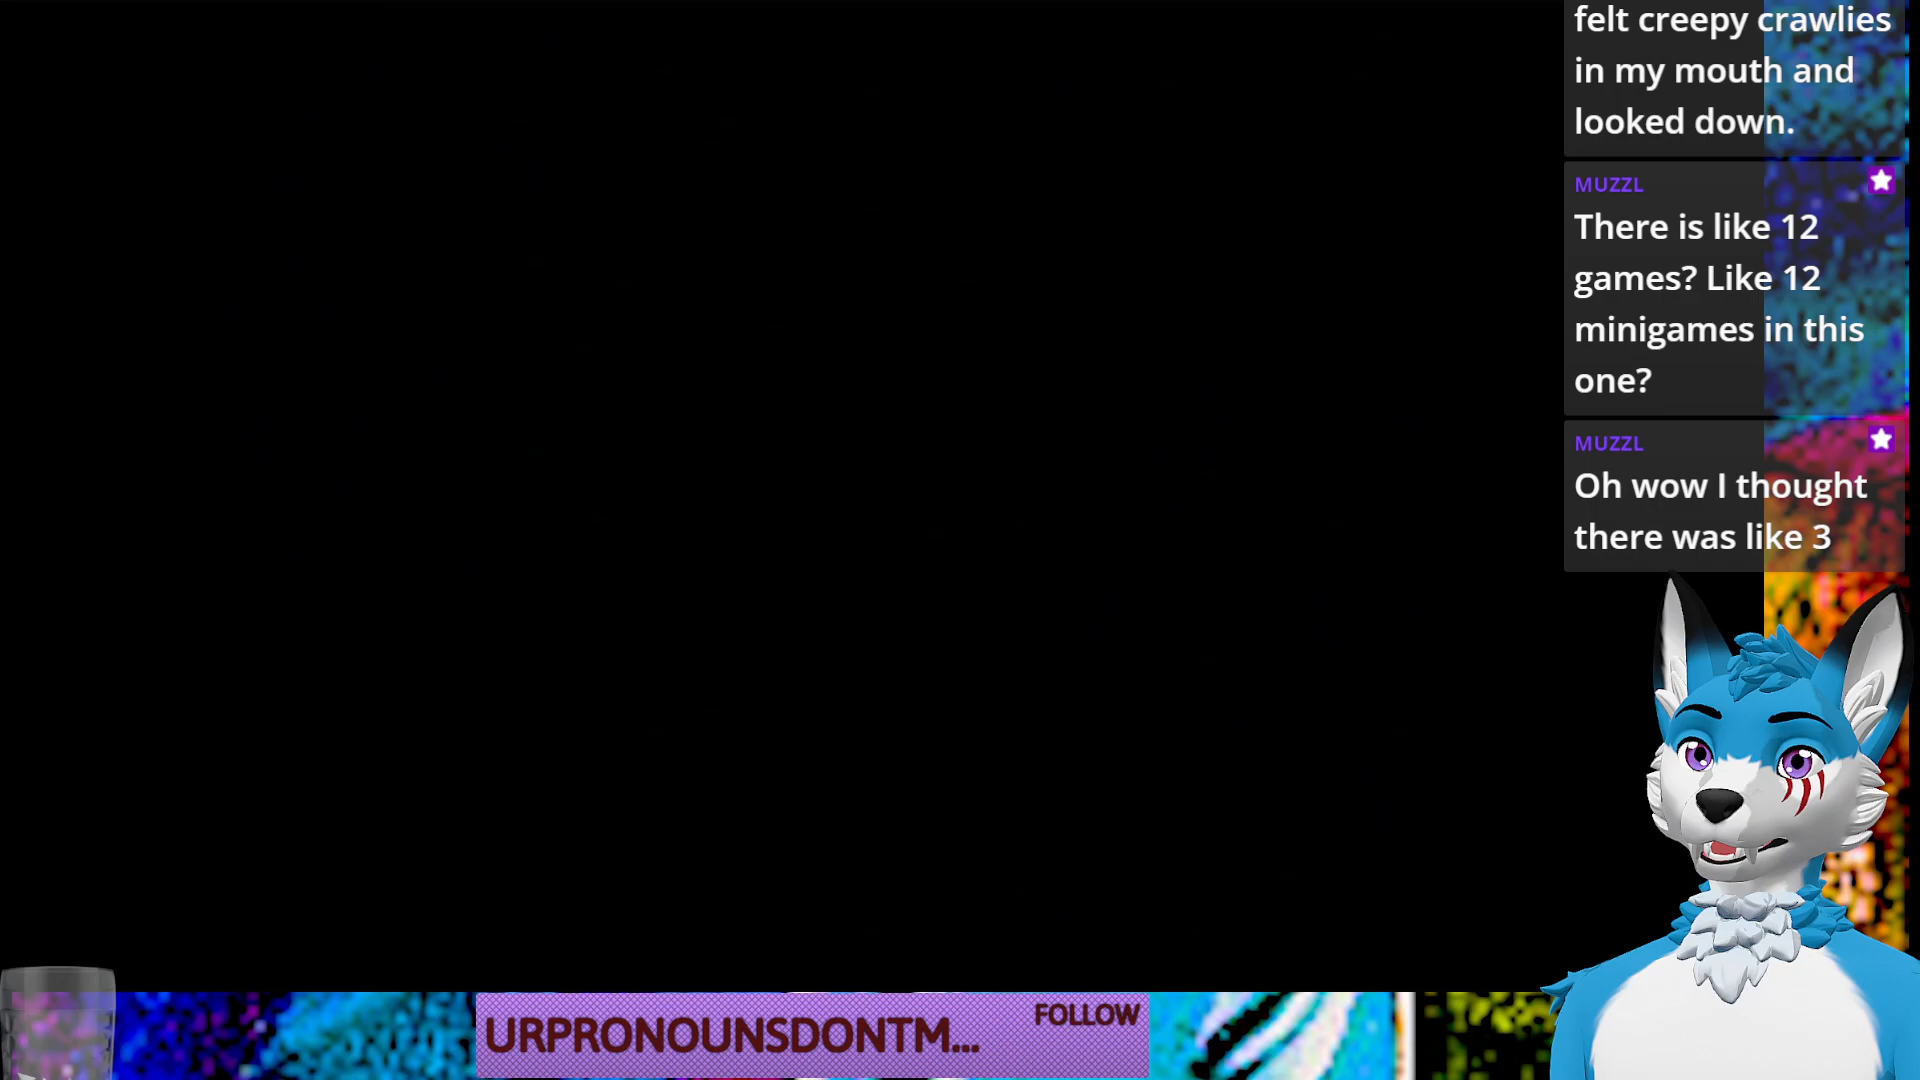 felt creepy crawlies
in my mouth and
looked down.
MUZZL
There is like 12
games? Like 12
minigames in this
one?
MUZZL
Oh wow I thought
there was like 3
URPRONOUNSDONTM...
FOLLOW